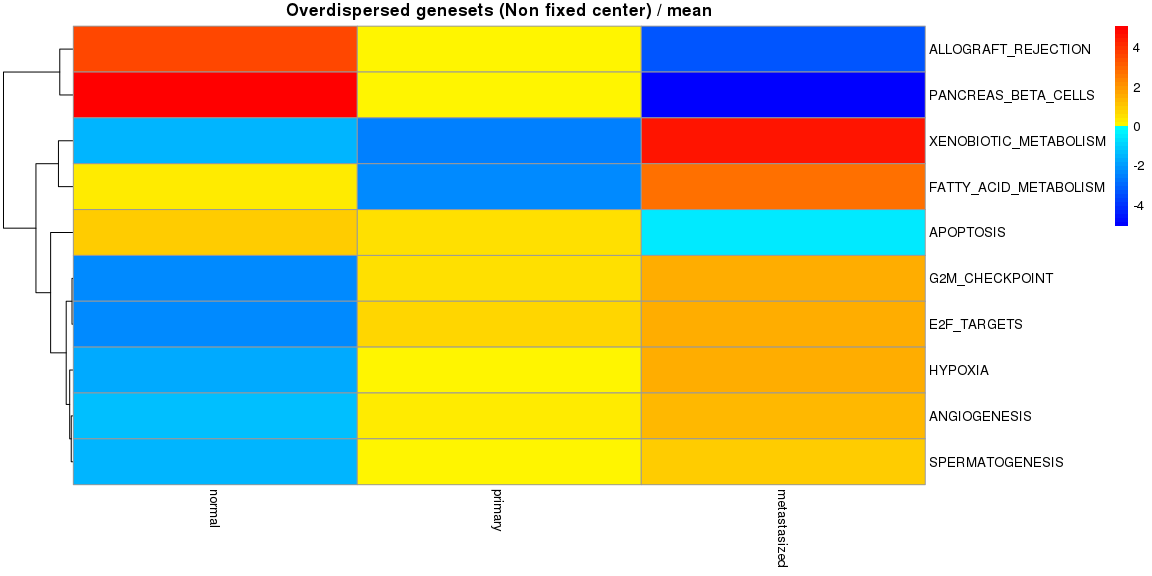 Overdispersed genesets (Non fixed center) / mean
ALLOGRAFT_REJECTION
PANCREAS_BETA_CELLS
XENOBIOTIC_METABOLISM
FATTY_ACID_METABOLISM
APOPTOSIS
G2M_CHECKPOINT
E2F_TARGETS
HYPOXIA
ANGIOGENESIS
SPERMATOGENESIS
4
2
0
-2
-4
normal
primary
metastasized